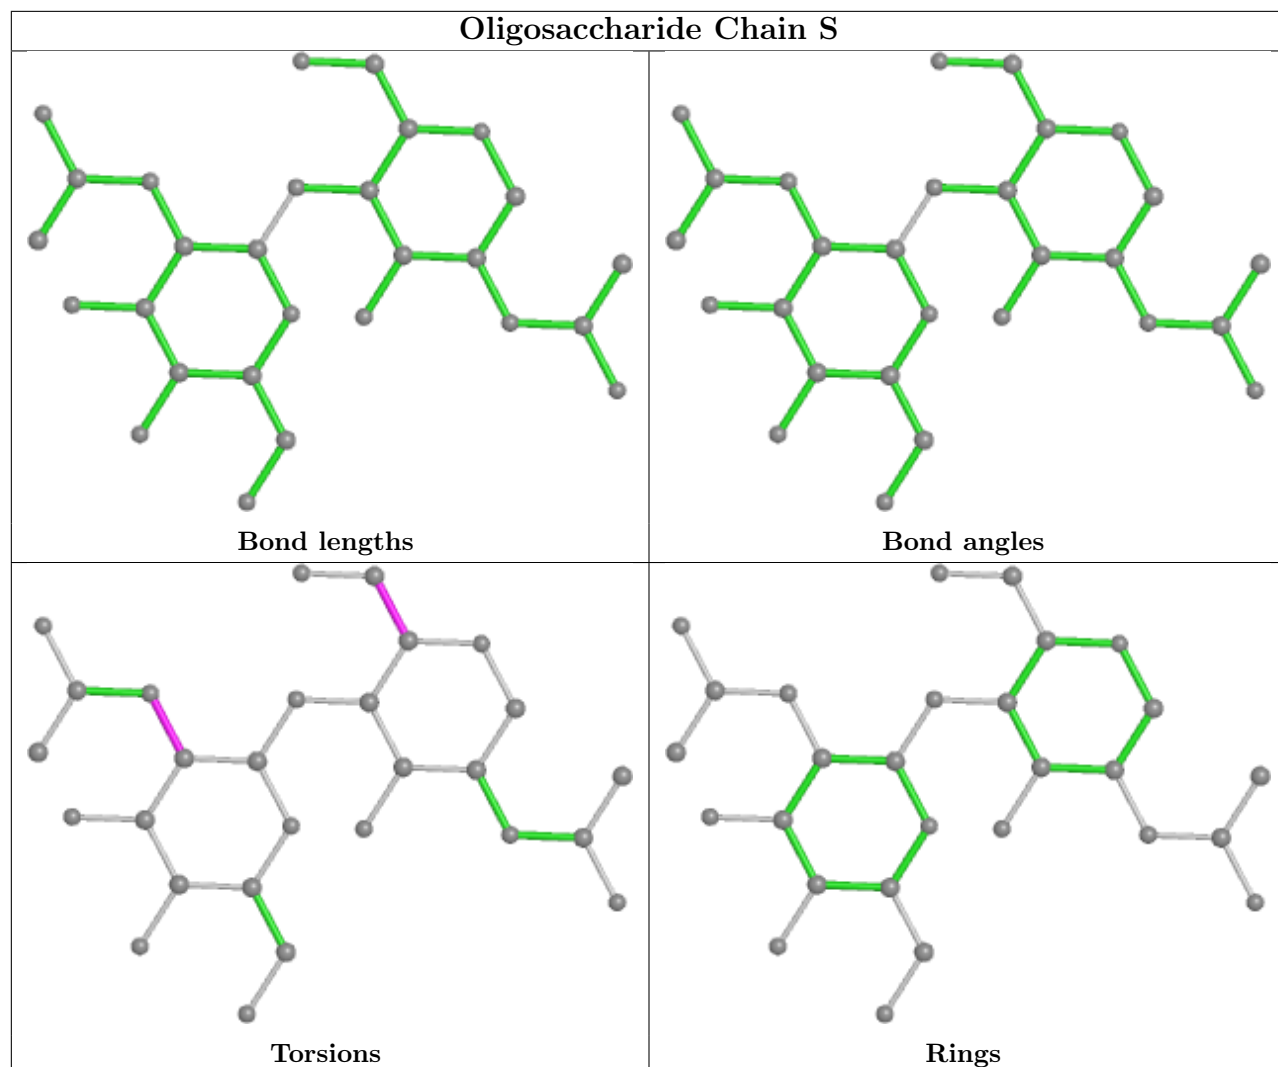 Oligosaccharide Chain S
Bond lengths
Bond angles
Torsions
Rings